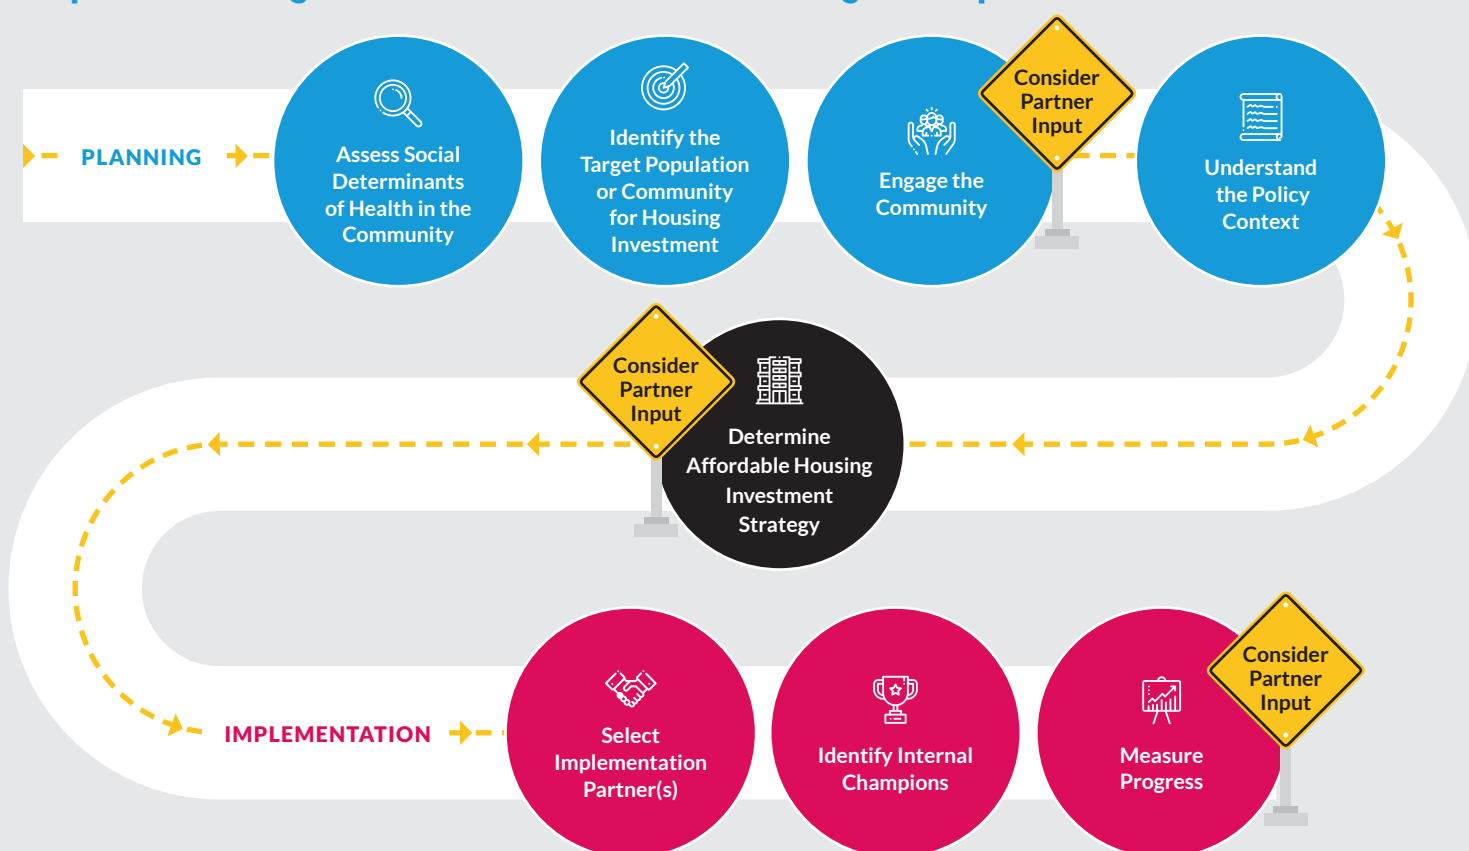 PLANNING
Assess Social
Determinants
of Health in the
Community
Identify the
Target Population
or Community
for Housing
Investment
Engage the
Community
Consider
Partner
Input
Understand
the Policy
Context
Consider
Partner
Input
Determine
Affordable Housing
Investment
Strategy
IMPLEMENTATION
Select
Implementation
Partner(s)
Identify Internal
Champions
Measure
Progress
Consider
Partner
Input